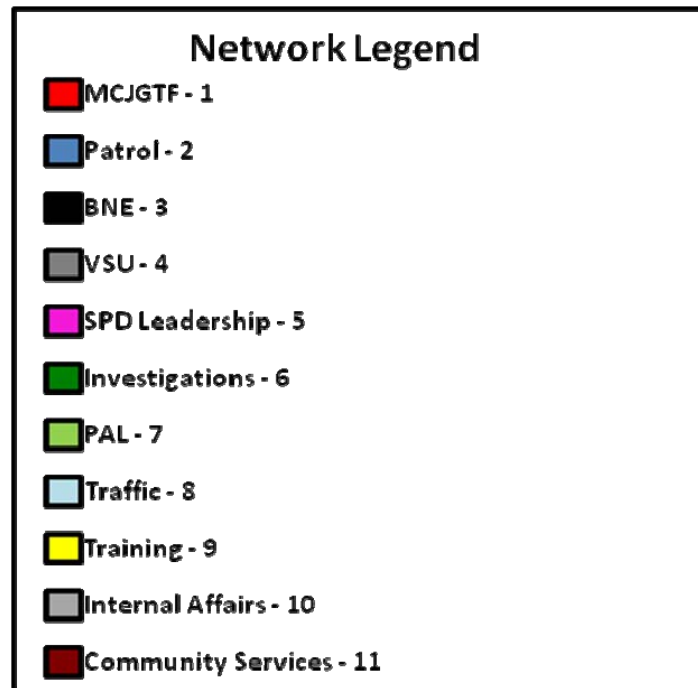 Network Legend
MCJGTF - 1
Patrol - 2
BNE - 3
VSU - 4
SPD Leadership - 5
Investigations - 6
PAL - 7
Traffic - 8
Training - 9
Internal Affairs - 10
Community Services - 11